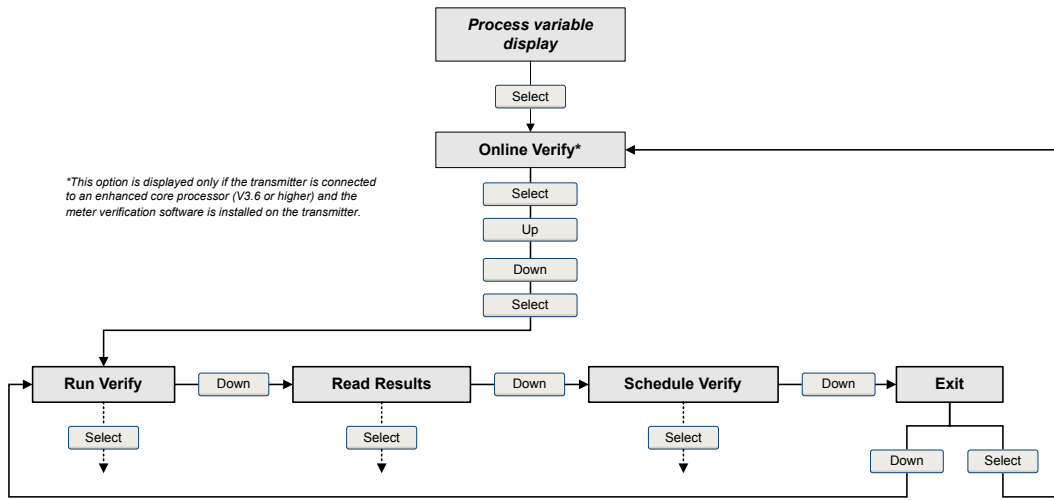 Process variable
display
Select
Online Verify*
*This option is displayed only if the transmitter is connected
to an enhanced core processor (V3.6 or higher) and the
meter verification software is installed on the transmitter.
Select
Up
Down
Select
Run Verify
Down
Read Results
Down
Schedule Verify
Down
Exit
Select
Select
Select
Down
Select